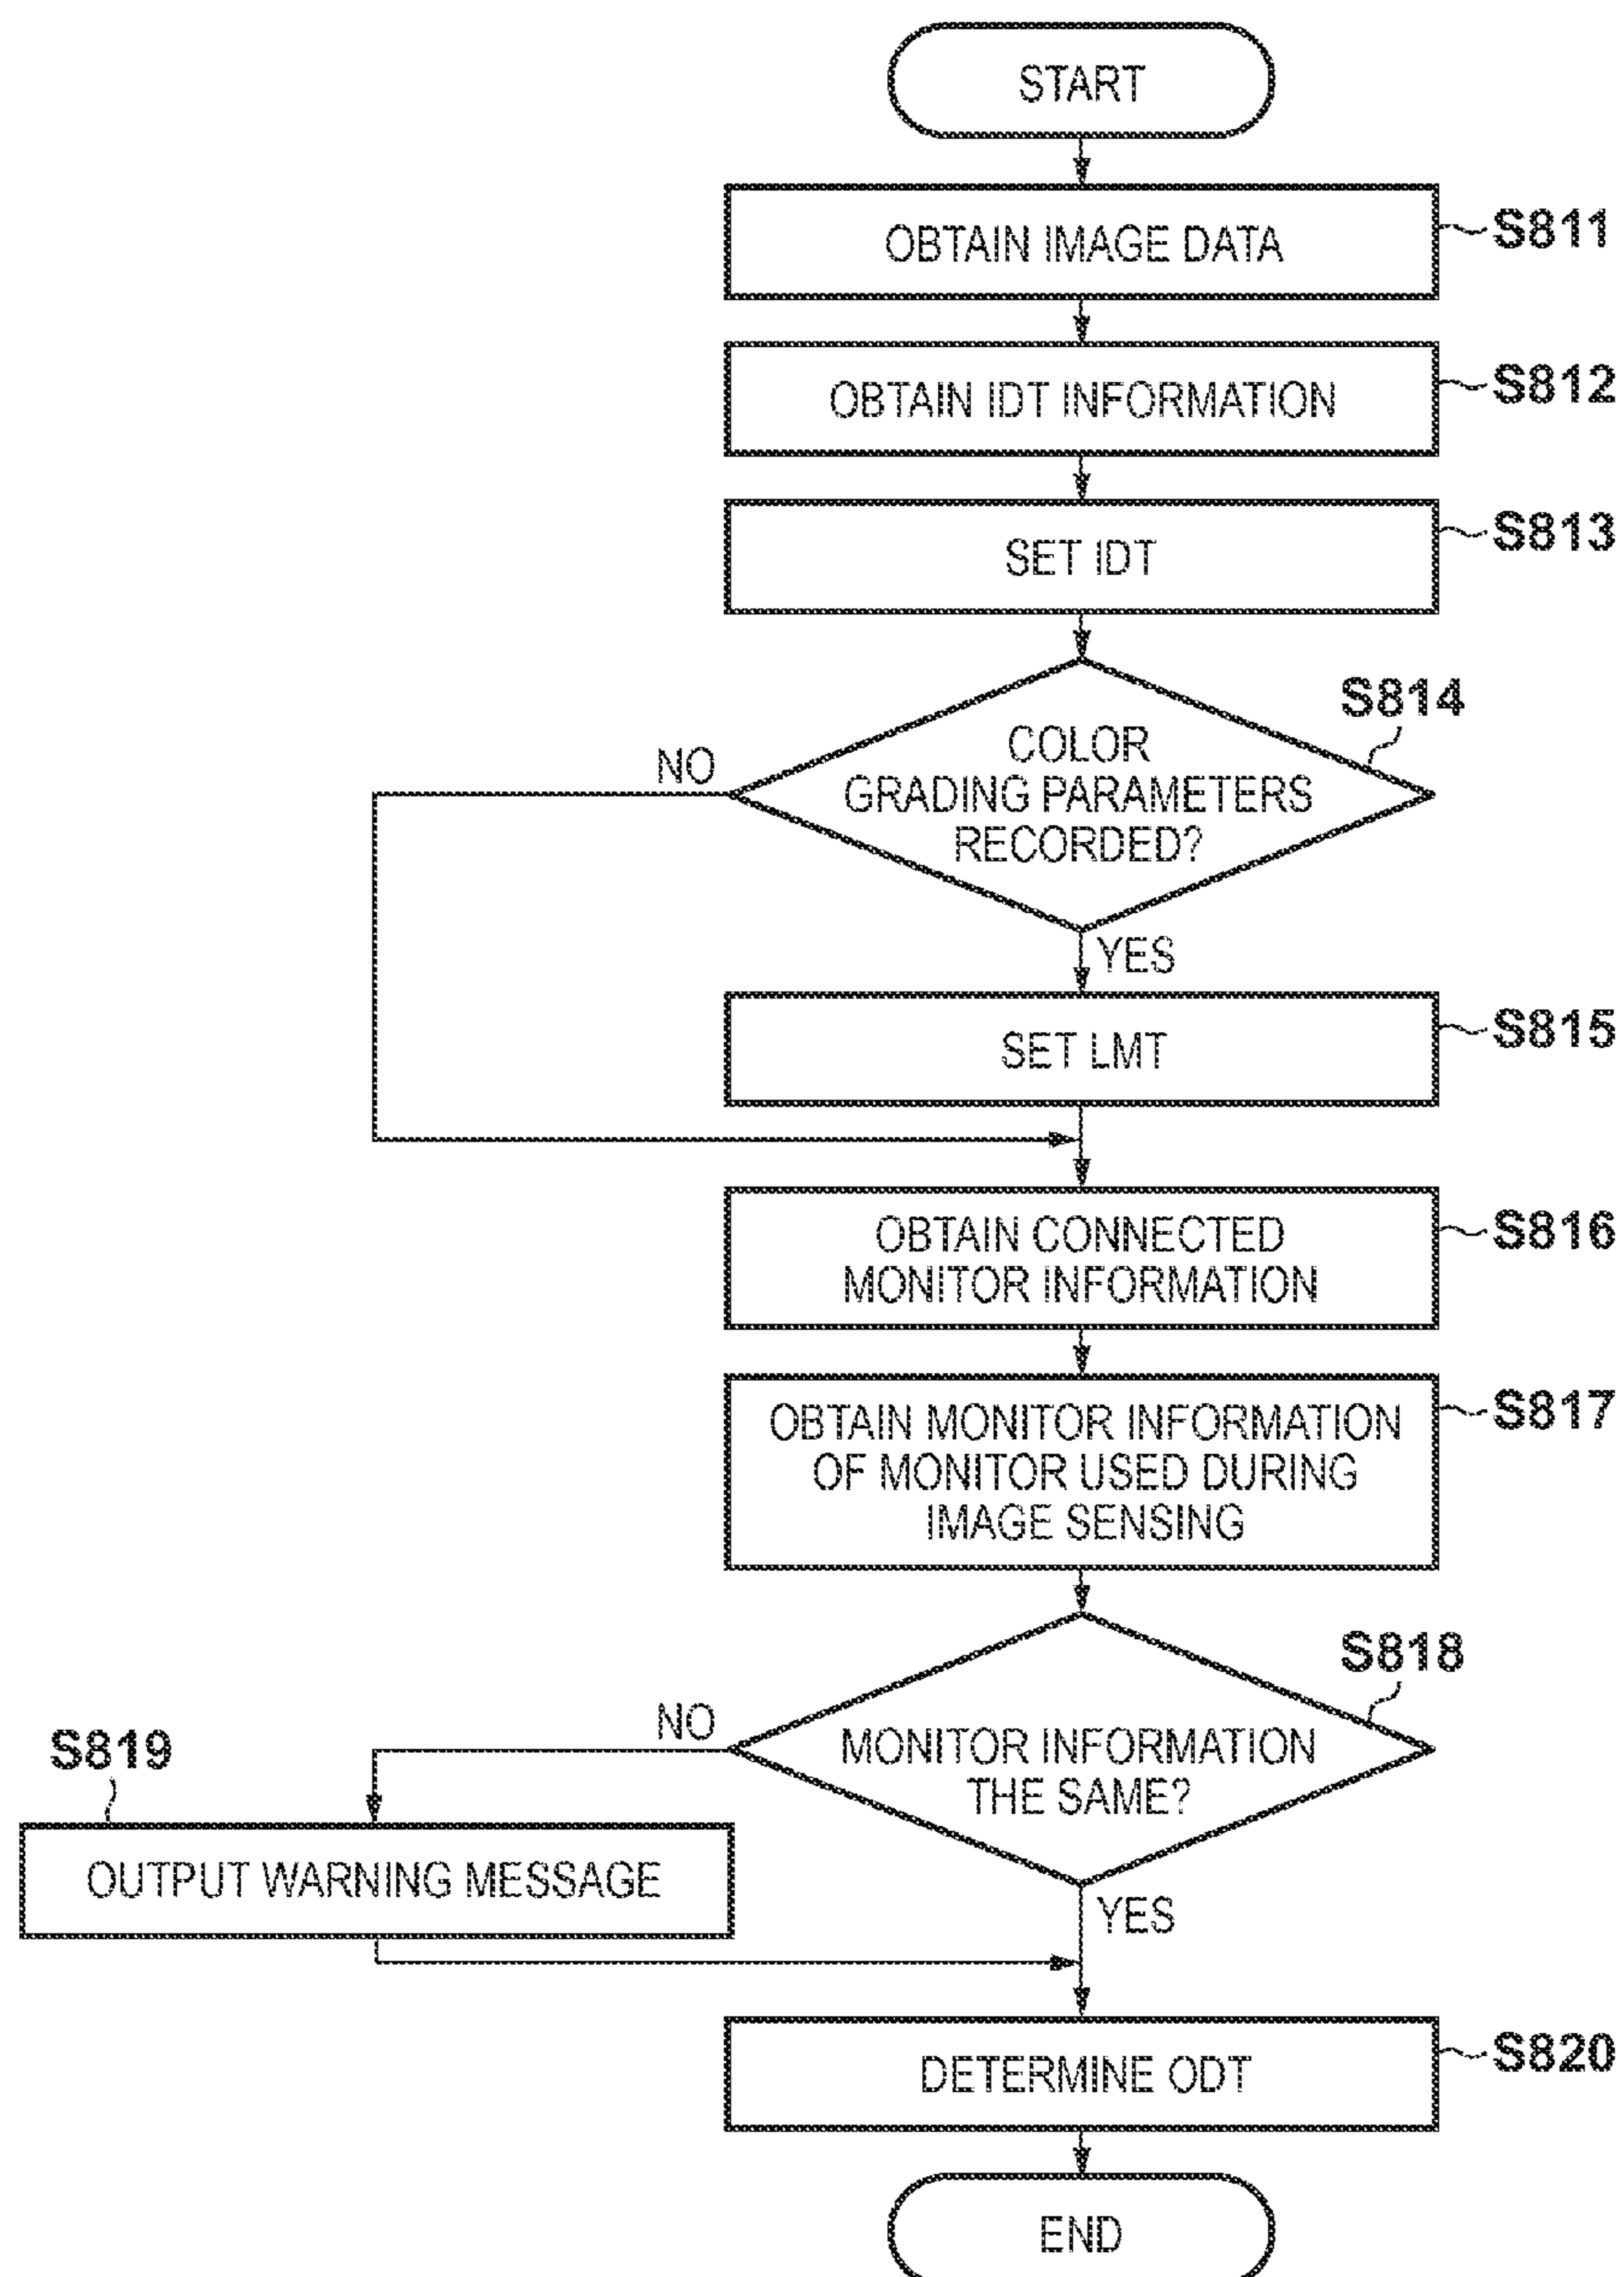 START
OBTAIN IMAGE DATA
S811
OBTAIN IDT INFORMATION
S812
SET IDT
S813
S814
COLOR
GRADING PARAMETERS
RECORDED?
NO
YES
SET LMT
S815
OBTAIN CONNECTED
MONITOR INFORMATION
S816
OBTAIN MONITOR INFORMATION
OF MONITOR USED DURING
IMAGE SENSING
S817
S818
MONITOR INFORMATION
THE SAME?
NO
YES
S819
OUTPUT WARNING MESSAGE
DETERMINE ODT
S820
END